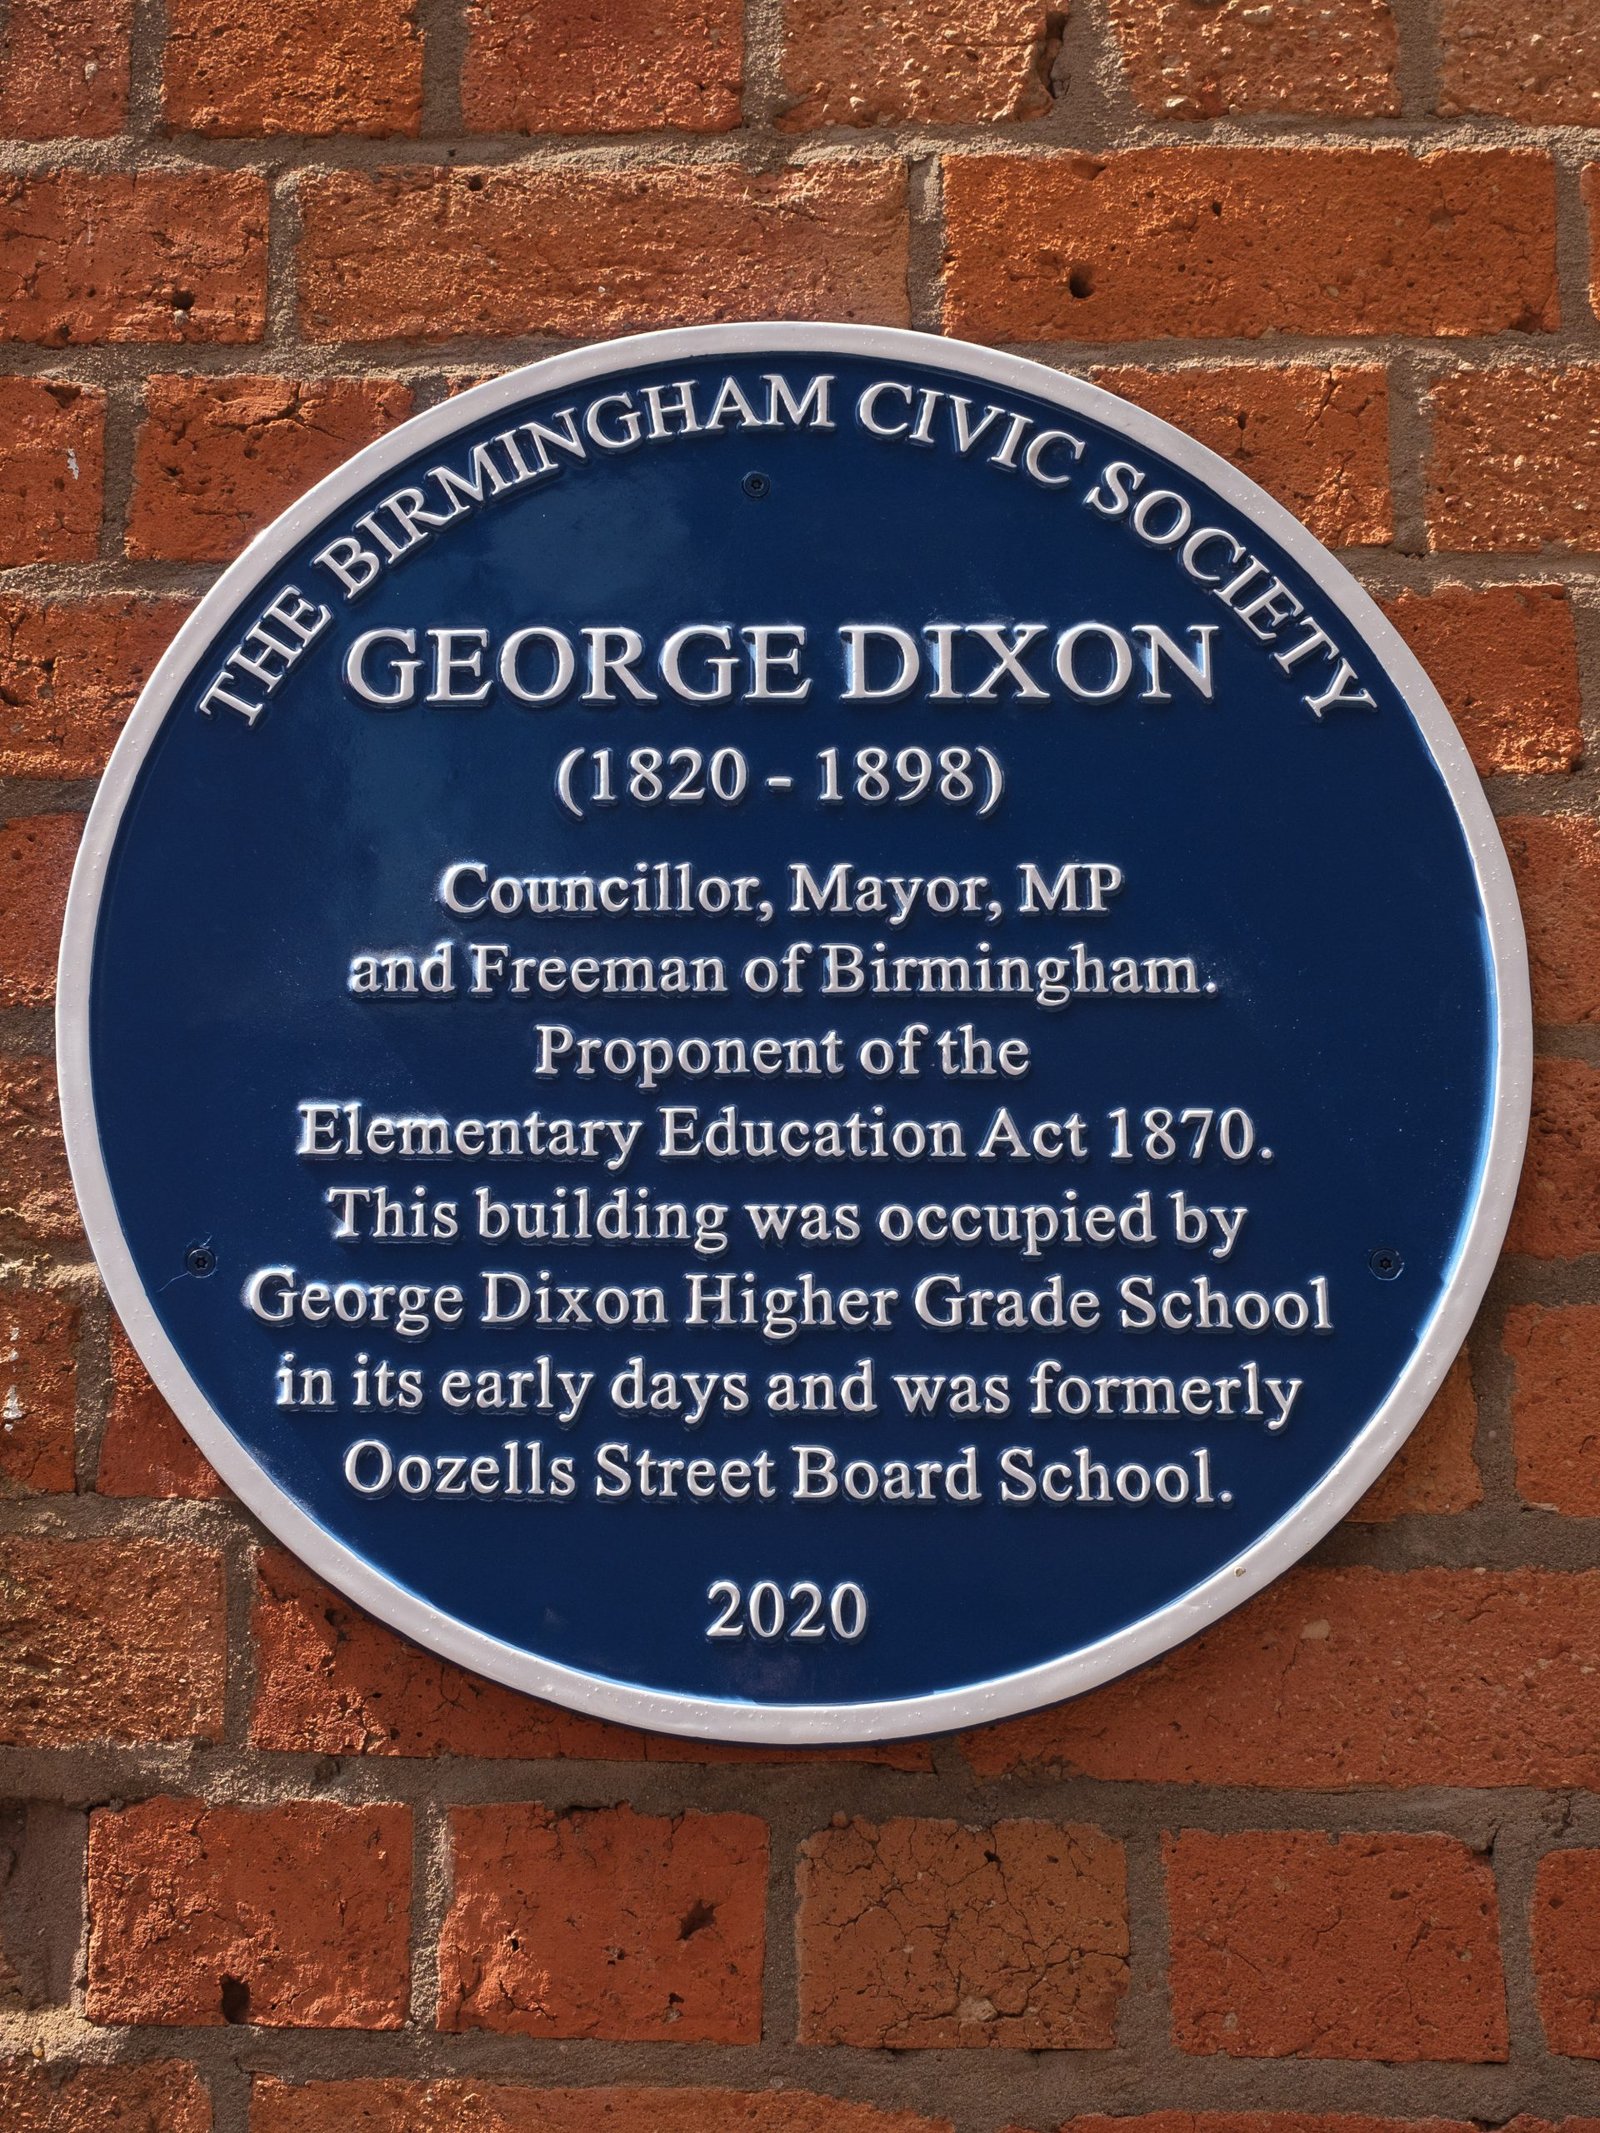 THE BIRMINGHAM CIVIC SOCIETY
GEORGE DIXON
(1820 - 1898)
Councillor, Mayor, MP
and Freeman of Birmingham.
Proponent of the
Elementary Education Act 1870.
This building was occupied by
George Dixon Higher Grade School
in its early days and was formerly
Oozells Street Board School.
2020